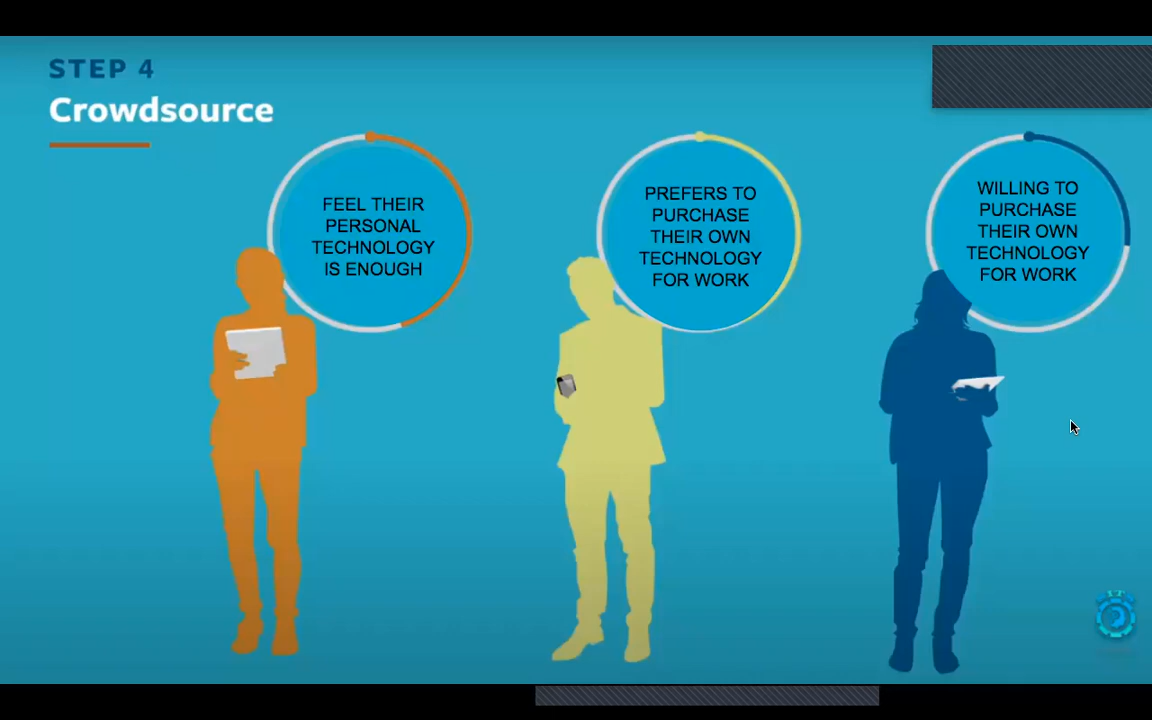 STEP 4
Crowdsource
FEEL THEIR
PERSONAL
TECHNOLOGY
IS ENOUGH
PREFERS TO
PURCHASE
THEIR OWN
TECHNOLOGY
FOR WORK
WILLING TO
PURCHASE
THEIR OWN
TECHNOLOGY
FOR WORK